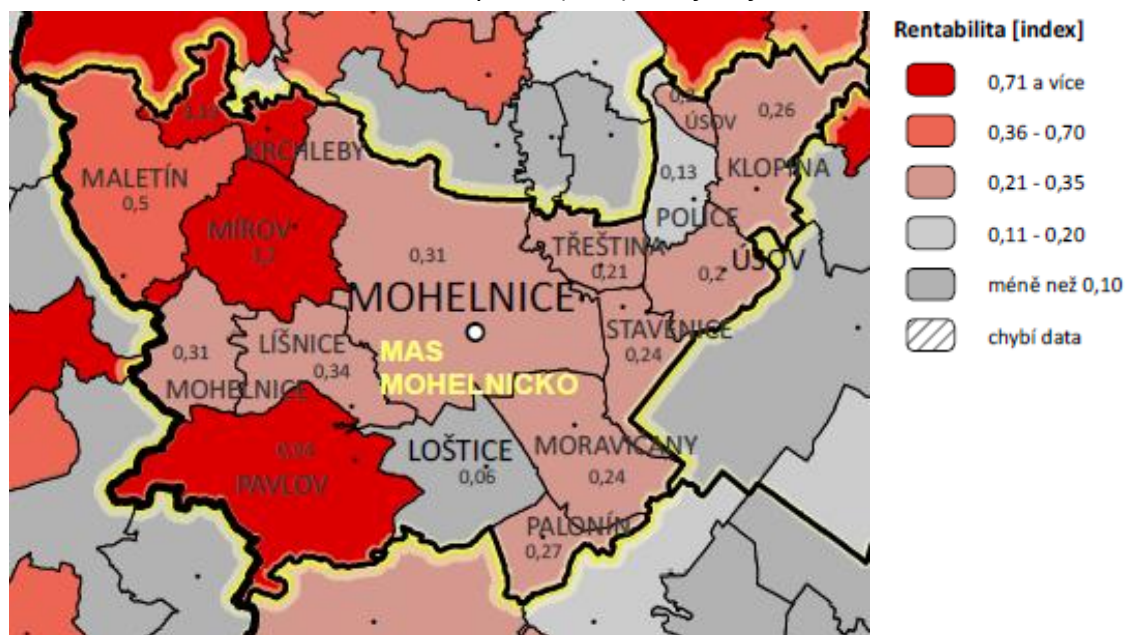 Rentabilita [index]
0,71 a více
0,36 - 0,70
0,21 - 0,35
0,11 - 0,20
méně než 0,10
chybí data
ÚSOV
0,26
KRCHLEBY
MALETÍN
0,5
0,13
KLOPINA
POLICE
MÍROV
0,31
TŘEŠTINA
0,21
0,2
ÚSOV
MOHELNICE
STAVENICE
0,24
0,31
LÍŠNICE
0,34
MOHELNICE
MAS
MOHELNICKO
LOŠTICE
0,06
MORAVIČANY
0,24
PAVLOV
PALONÍN
0,27